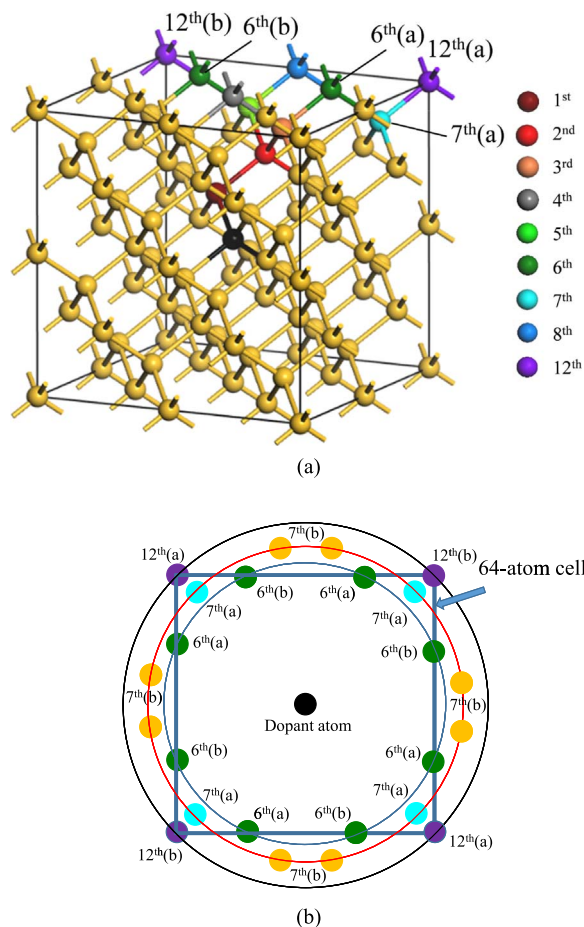 12th(b)
6th(b)
6th(a)
12th(a)
7th(a)
1st
2nd
3rd
4th
5th
6th
7th
8th
12th
(a)
7th(b)
12th(a)
12th(b)
64-atom cell
6th(b)
6th(a)
7th(a)
7th(a)
6th(a)
6th(b)
7th(b)
7th(b)
Dopant atom
6th(b)
6th(a)
7th(a)
7th(a)
6th(a)
6th(b)
12th(b)
12th(a)
7th(b)
(b)